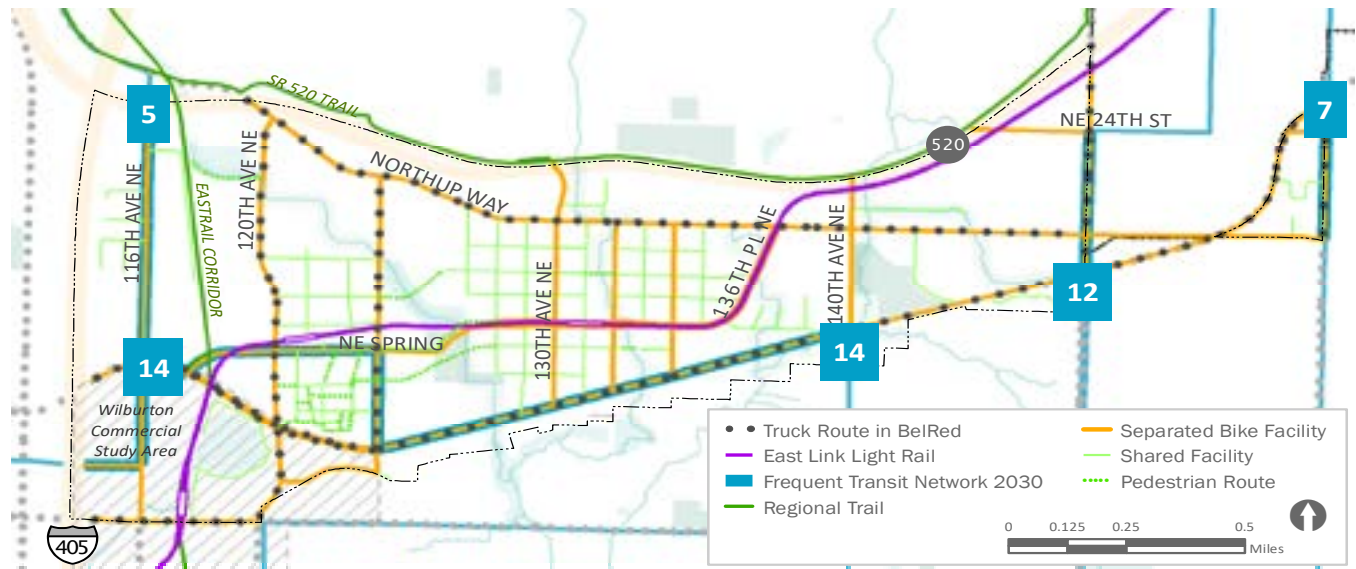 SR 520 TRAIL
5
7
NE 24TH ST
520
120TH AVE NE
NORTHUP WAY
EASTRAIL CORRIDOR
116TH AVE NE
136TH PL NE
140TH AVE NE
130TH AVE NE
12
NE SPRING
14
14
Wilburton
Commercial
Study Area
405
Truck Route in BelRed
East Link Light Rail
Frequent Transit Network 2030
Regional Trail
Separated Bike Facility
Shared Facility
Pedestrian Route
0 0.125 0.25 0.5
Miles